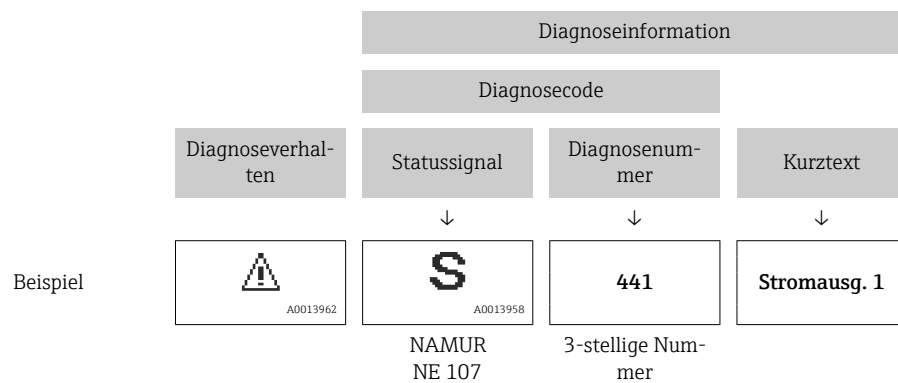 Diagnoseinformation
Diagnosecode
Diagnoseverhal-
ten
Statussignal
Diagnosenum-
mer
Kurztext
↓ ↓ ↓
Beispiel
A0013962
S
A0013958
441
Stromausg. 1
NAMUR
NE 107
3-stellige Num-
mer